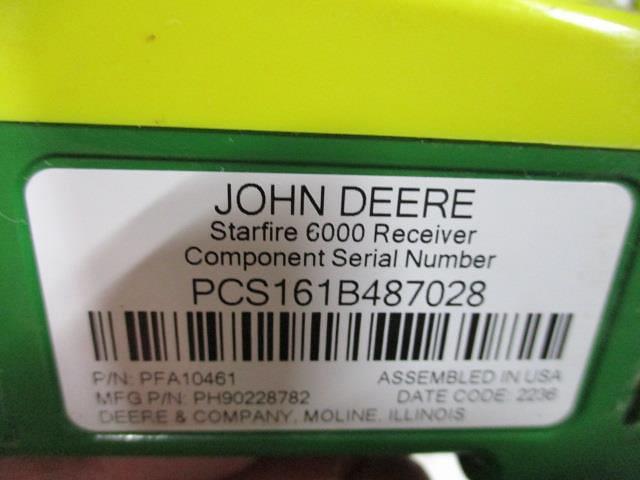 JOHN DEERE
Starfire 6000 Receiver
Component Serial Number
PCS161B487028
P/N: PFA10461 ASSEMBLED IN USA
MFG P/N: PH90228782 DATE CODE: 2236
DEERE & COMPANY, MOLINE, ILLINOIS